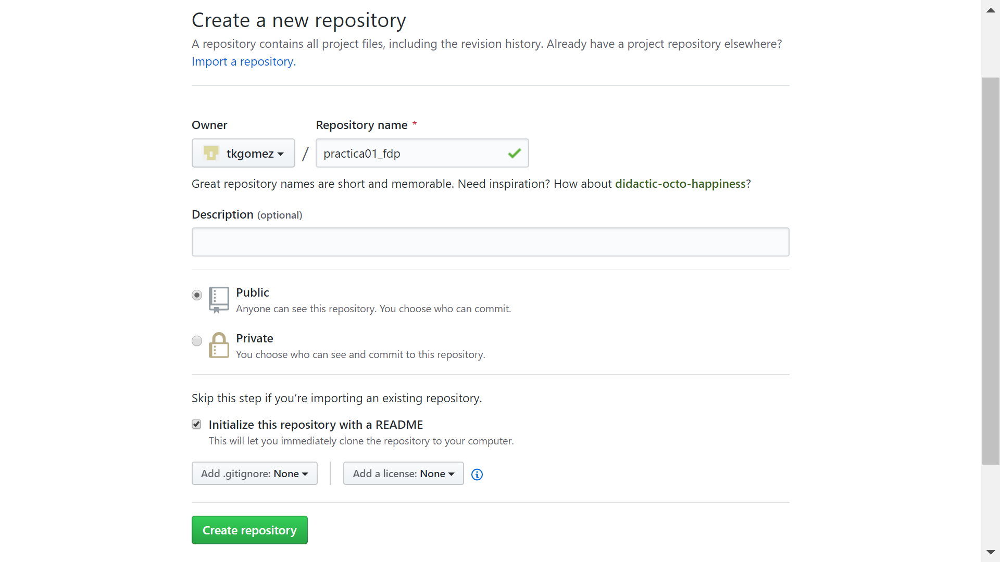 Create a new repository
A repository contains all project files, including the revision history. Already have a project repository elsewhere?
Import a repository.
Owner
Repository name *
tkgomez
/
practica01_fdp
Great repository names are short and memorable. Need inspiration? How about didactic-octo-happiness?
Description (optional)
Public
Anyone can see this repository. You choose who can commit.
Private
You choose who can see and commit to this repository.
Skip this step if you’re importing an existing repository.
Initialize this repository with a README
This will let you immediately clone the repository to your computer.
Add .gitignore: None
Add a license: None
Create repository